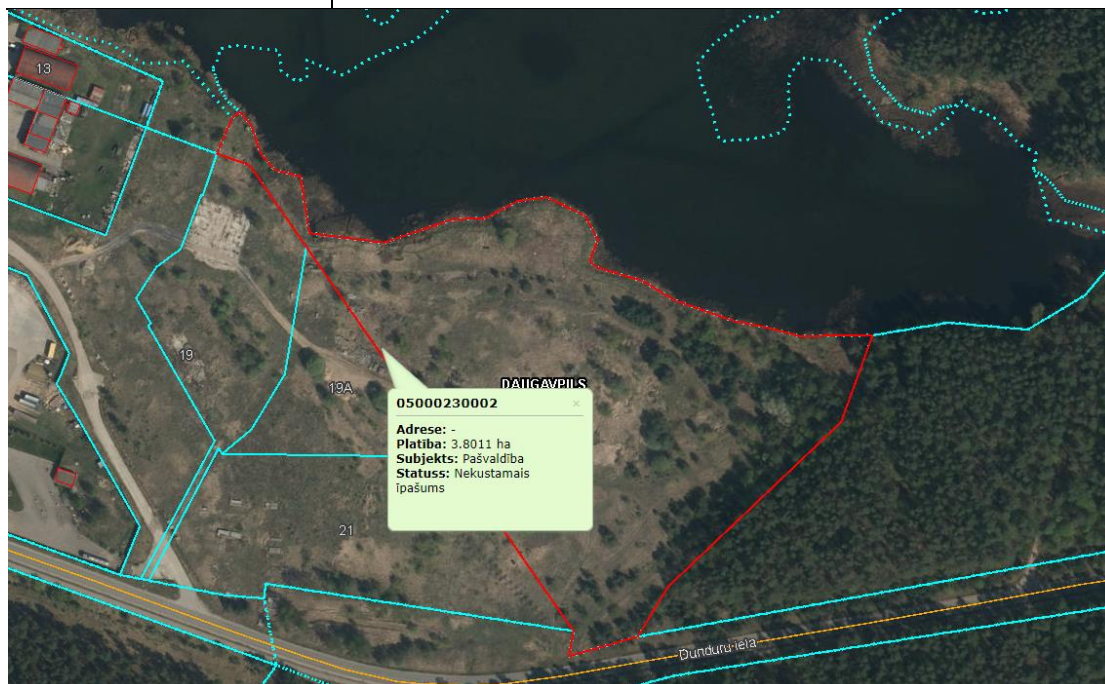 13
19
19A
DAUGAVPILS
05000230002 ×
Adrese: -
Platība: 3.8011 ha
Subjekts: Pašvaldība
Statuss: Nekustamais
īpašums
21
Dunduru iela